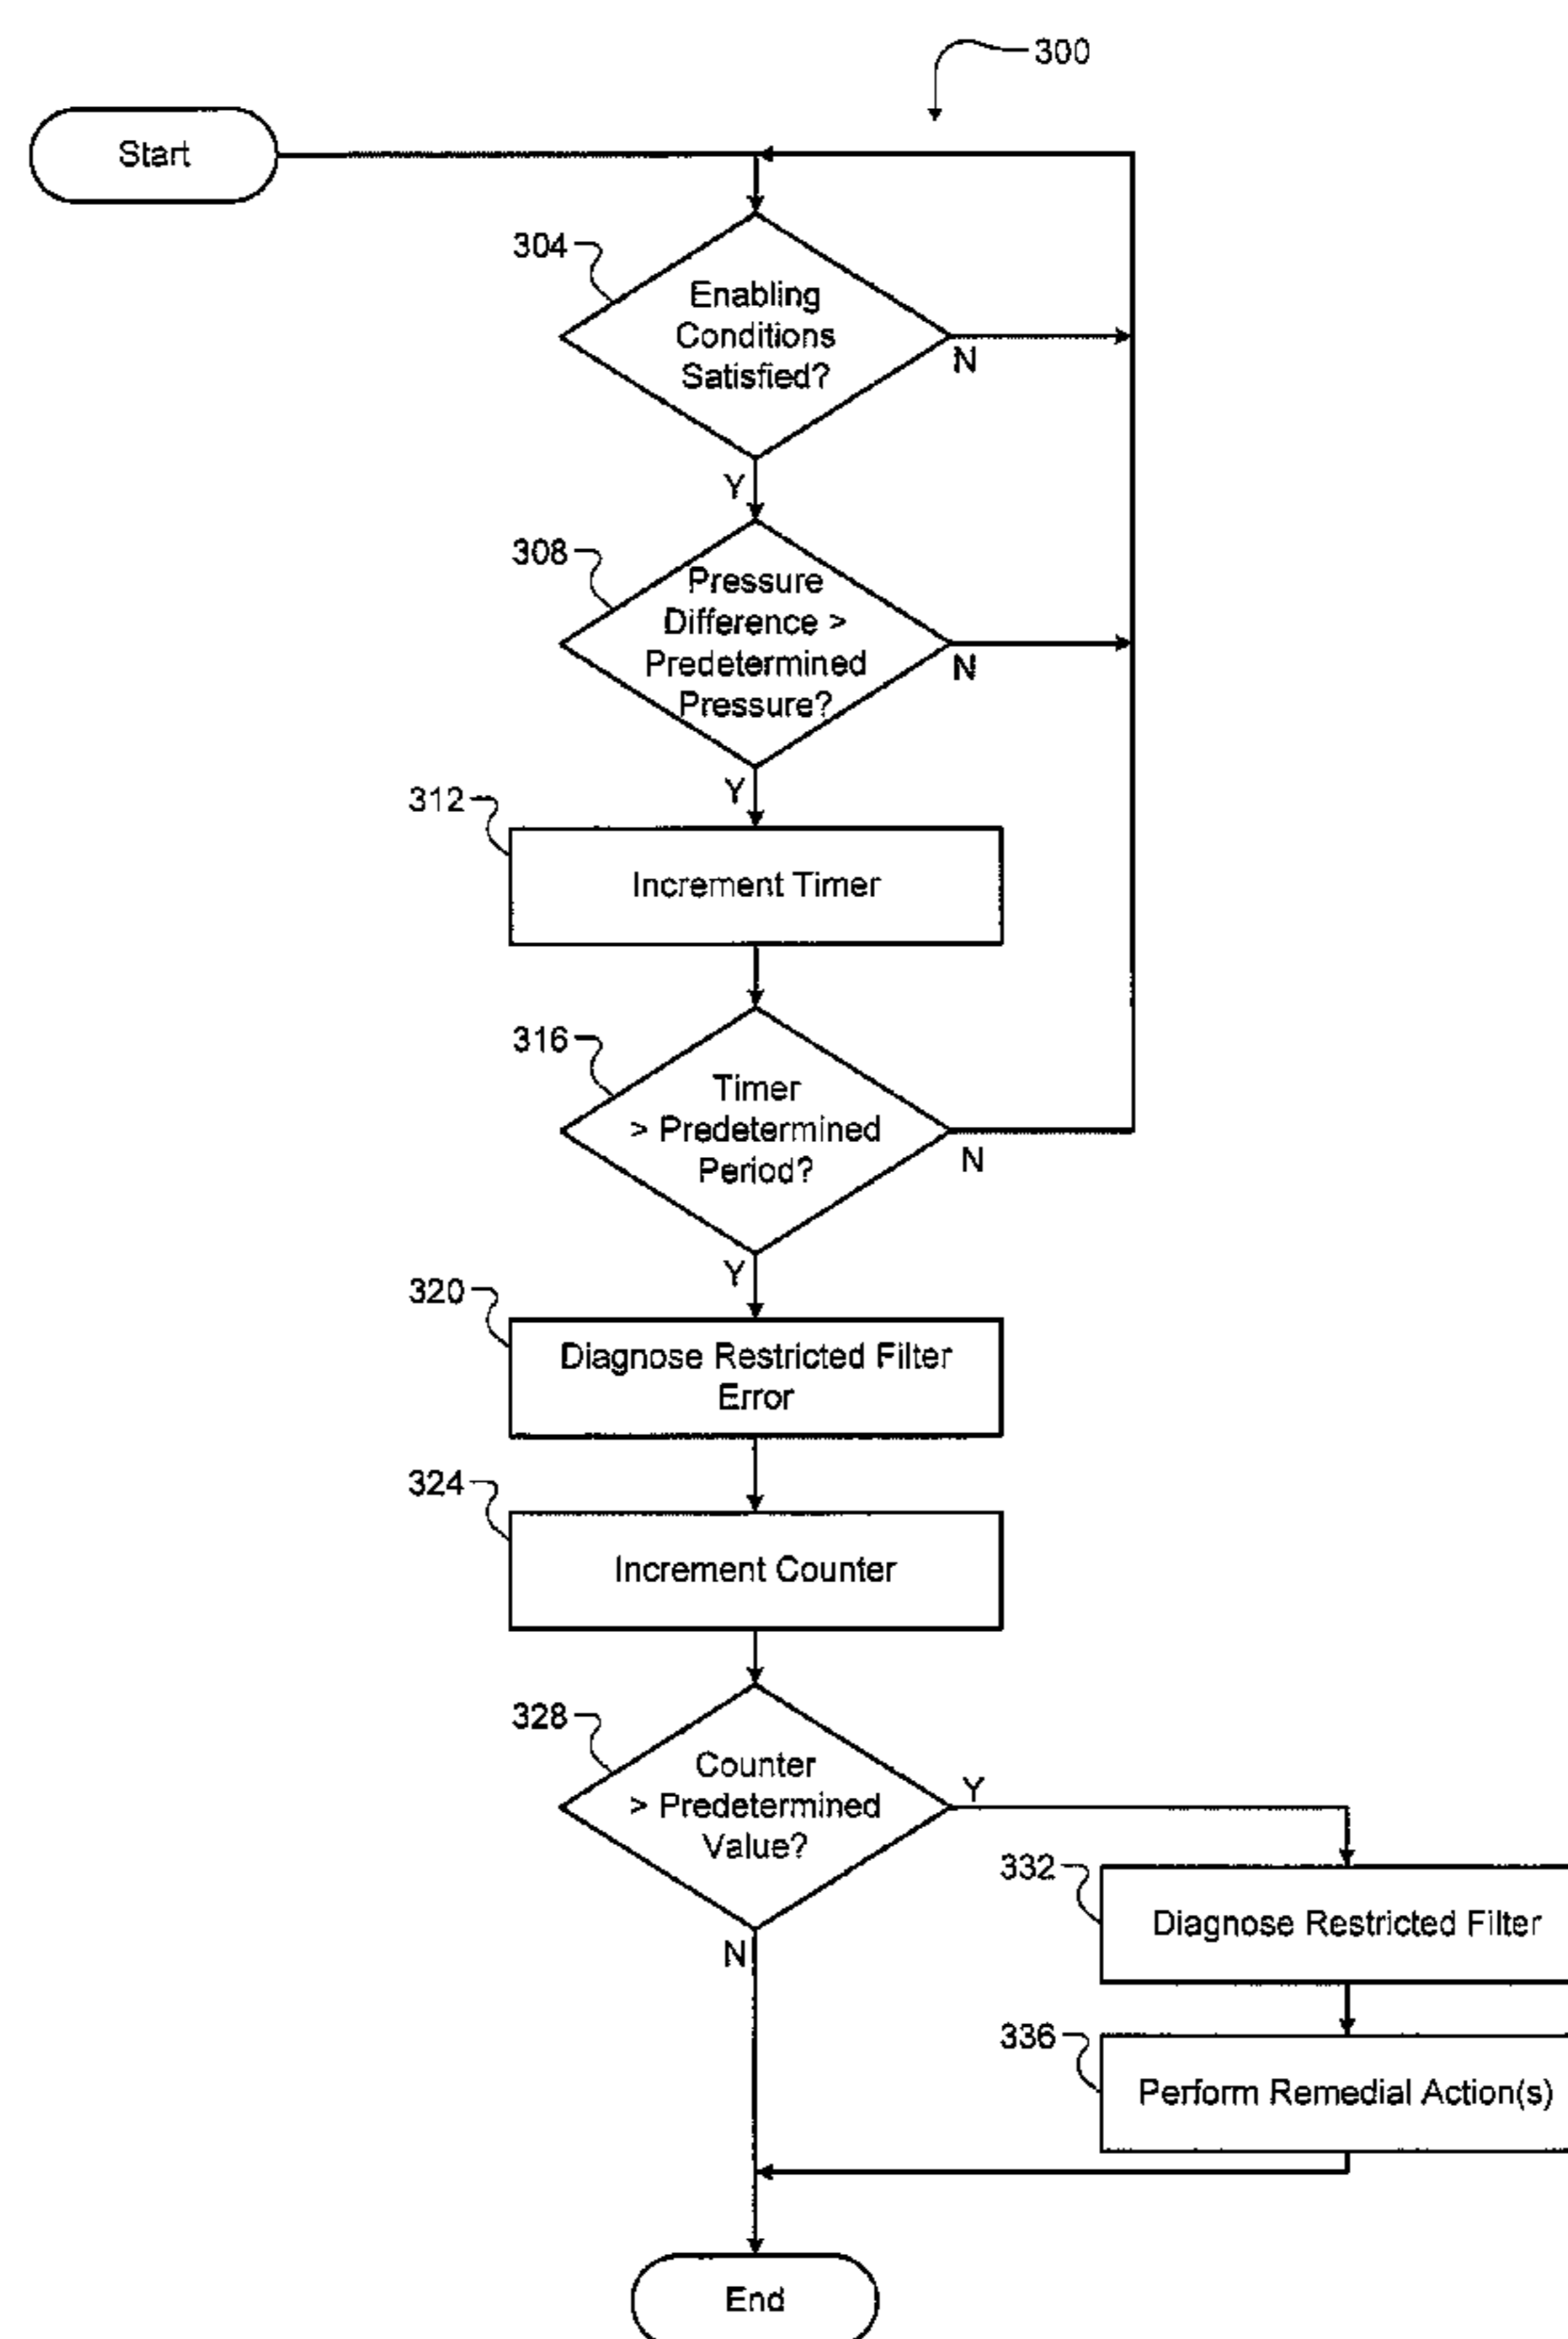 300
Start
304
Enabling
Conditions
Satisfied?
N
Y
308
Pressure
Difference >
Predetermined
Pressure?
N
Y
312
Increment Timer
316
Timer
> Predetermined
Period?
N
Y
320
Diagnose Restricted Filter
Error
324
Increment Counter
328
Counter
> Predetermined
Value?
Y
N
332
Diagnose Restricted Filter
336
Perform Remedial Action(s)
End